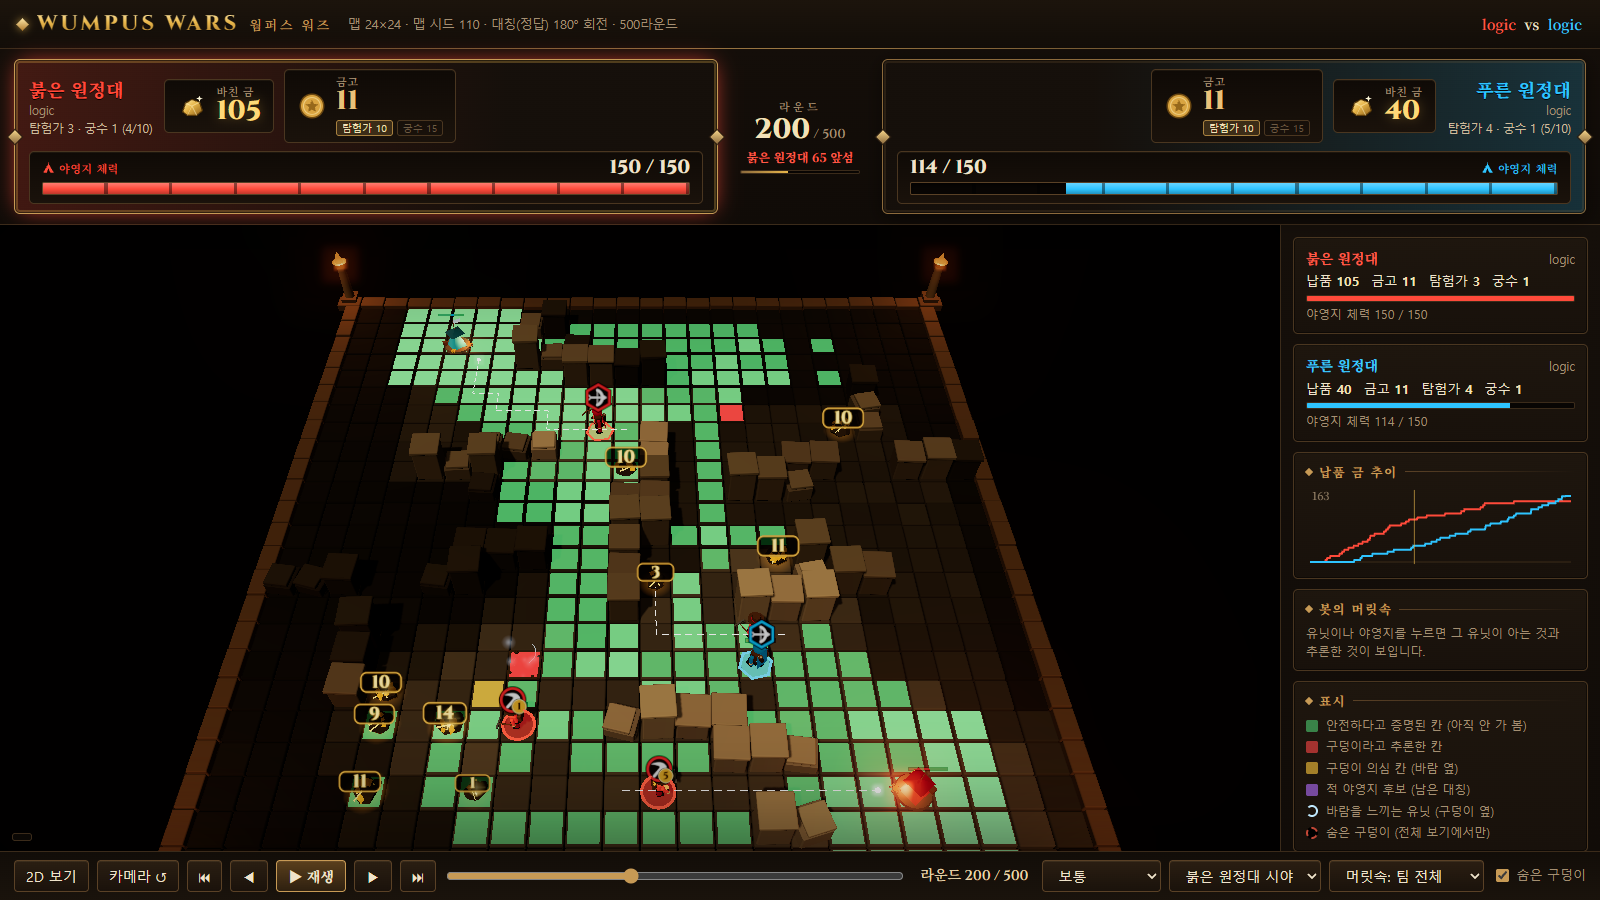 WUMPUS WARS 웜퍼스 워즈 맵 24×24 · 맵 시드 110 · 대칭(정답) 180° 회전 · 500라운드
logic vs logic
붉은 원정대
logic
탐험가 3 · 궁수 1 (4/10)
바친 금
105
금고
11
탐험가 10 궁수 15
야영지 체력 150 / 150
라운드
200 / 500
붉은 원정대 65 앞섬
금고
11
탐험가 10 궁수 15
바친 금
40
푸른 원정대
logic
탐험가 4 · 궁수 1 (5/10)
114 / 150 야영지 체력
10
10
11
3
10
9
14
1
11
1
5
붉은 원정대 logic
납품 105 금고 11 탐험가 3 궁수 1
야영지 체력 150 / 150
푸른 원정대 logic
납품 40 금고 11 탐험가 4 궁수 1
야영지 체력 114 / 150
납품 금 추이
163
봇의 머릿속
유닛이나 야영지를 누르면 그 유닛이 아는 것과
추론한 것이 보입니다.
표시
안전하다고 증명된 칸 (아직 안 가 봄)
구덩이라고 추론한 칸
구덩이 의심 칸 (바람 옆)
적 야영지 후보 (남은 대칭)
바람을 느끼는 유닛 (구덩이 옆)
숨은 구덩이 (전체 보기에서만)
2D 보기 카메라 ↺ ⏮ ◀ ▶ 재생 ▶ ⏭ 라운드 200 / 500 보통 붉은 원정대 시야 머릿속: 팀 전체 숨은 구덩이